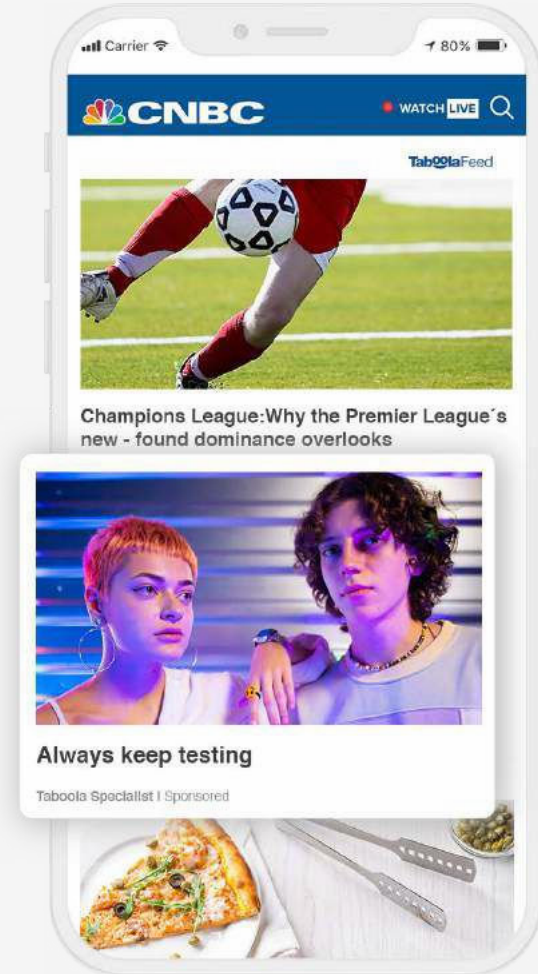 Carrier 80%
CNBC WATCH LIVE
TaboolaFeed
Champions League:Why the Premier League´s
new - found dominance overlooks
Always keep testing
Taboola Specialist | Sponsored